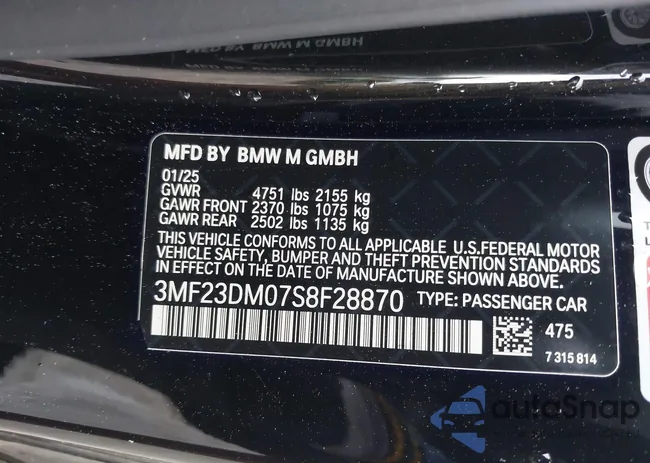 MFD BY BMW M GMBH
01/25
GVWR 4751 lbs 2155 kg
GAWR FRONT 2370 lbs 1075 kg
GAWR REAR 2502 lbs 1135 kg
THIS VEHICLE CONFORMS TO ALL APPLICABLE U.S.FEDERAL MOTOR
VEHICLE SAFETY, BUMPER AND THEFT PREVENTION STANDARDS
IN EFFECT ON THE DATE OF MANUFACTURE SHOWN ABOVE.
3MF23DM07S8F28870 TYPE: PASSENGER CAR
475
7 315 814
autoSnap